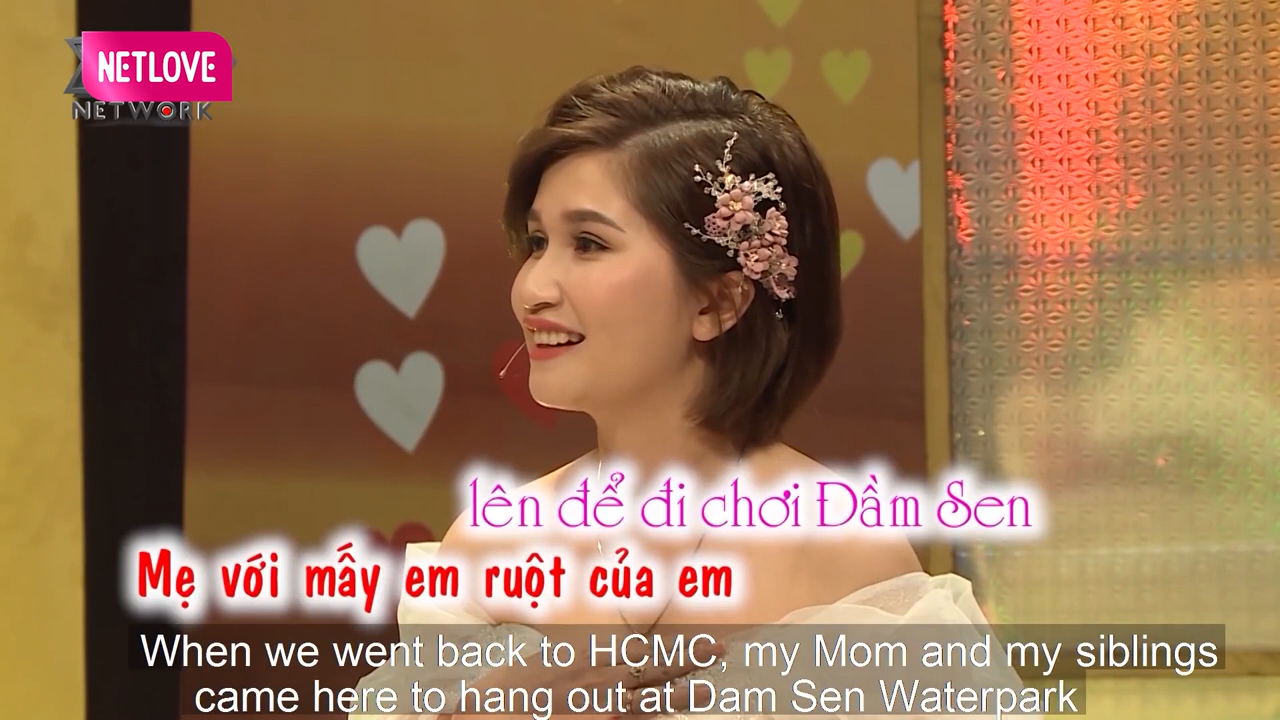 NETLOVE
NETWORK
lên để đi chơi Đầm Sen
Mẹ với mấy em ruột của em
When we went back to HCMC, my Mom and my siblings
came here to hang out at Dam Sen Waterpark